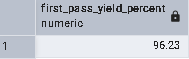 first_pass_yield_percent
numeric
1
96.23